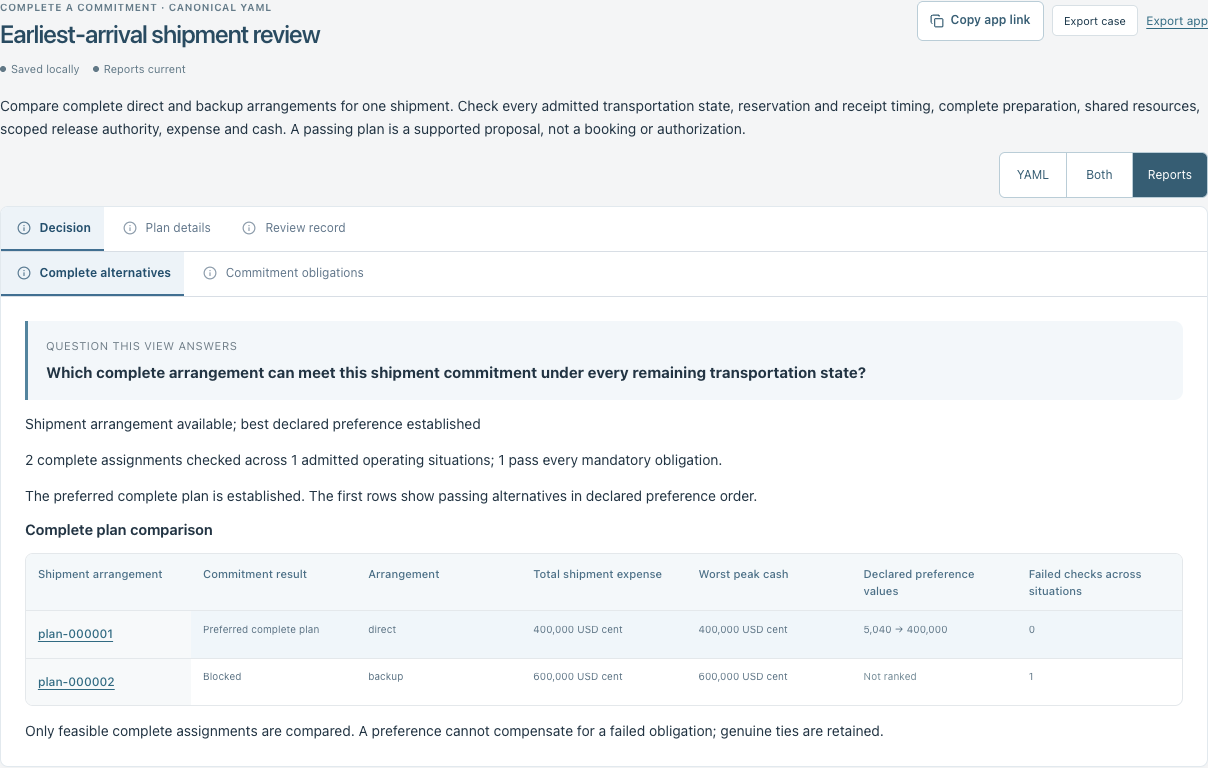 COMPLETE A COMMITMENT · CANONICAL YAML
Earliest-arrival shipment review
Copy app link
Export case
Export app
Saved locally
Reports current
Compare complete direct and backup arrangements for one shipment. Check every admitted transportation state, reservation and receipt timing, complete preparation, shared resources,
scoped release authority, expense and cash. A passing plan is a supported proposal, not a booking or authorization.
YAML
Both
Reports
Decision
Plan details
Review record
Complete alternatives
Commitment obligations
QUESTION THIS VIEW ANSWERS
Which complete arrangement can meet this shipment commitment under every remaining transportation state?
Shipment arrangement available; best declared preference established
2 complete assignments checked across 1 admitted operating situations; 1 pass every mandatory obligation.
The preferred complete plan is established. The first rows show passing alternatives in declared preference order.
Complete plan comparison
Shipment arrangement Commitment result Arrangement Total shipment expense Worst peak cash Declared preference values Failed checks across situations
plan-000001 Preferred complete plan direct 400,000 USD cent 400,000 USD cent 5,040 → 400,000 0
plan-000002 Blocked backup 600,000 USD cent 600,000 USD cent Not ranked 1
Only feasible complete assignments are compared. A preference cannot compensate for a failed obligation; genuine ties are retained.